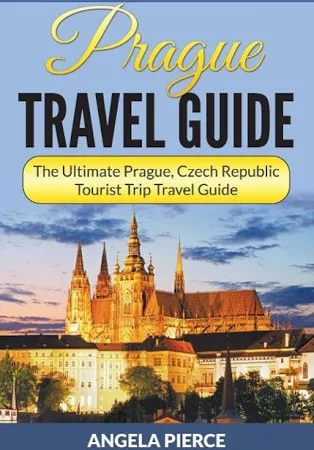 Prague
TRAVEL GUIDE
The Ultimate Prague, Czech Republic
Tourist Trip Travel Guide
ANGELA PIERCE